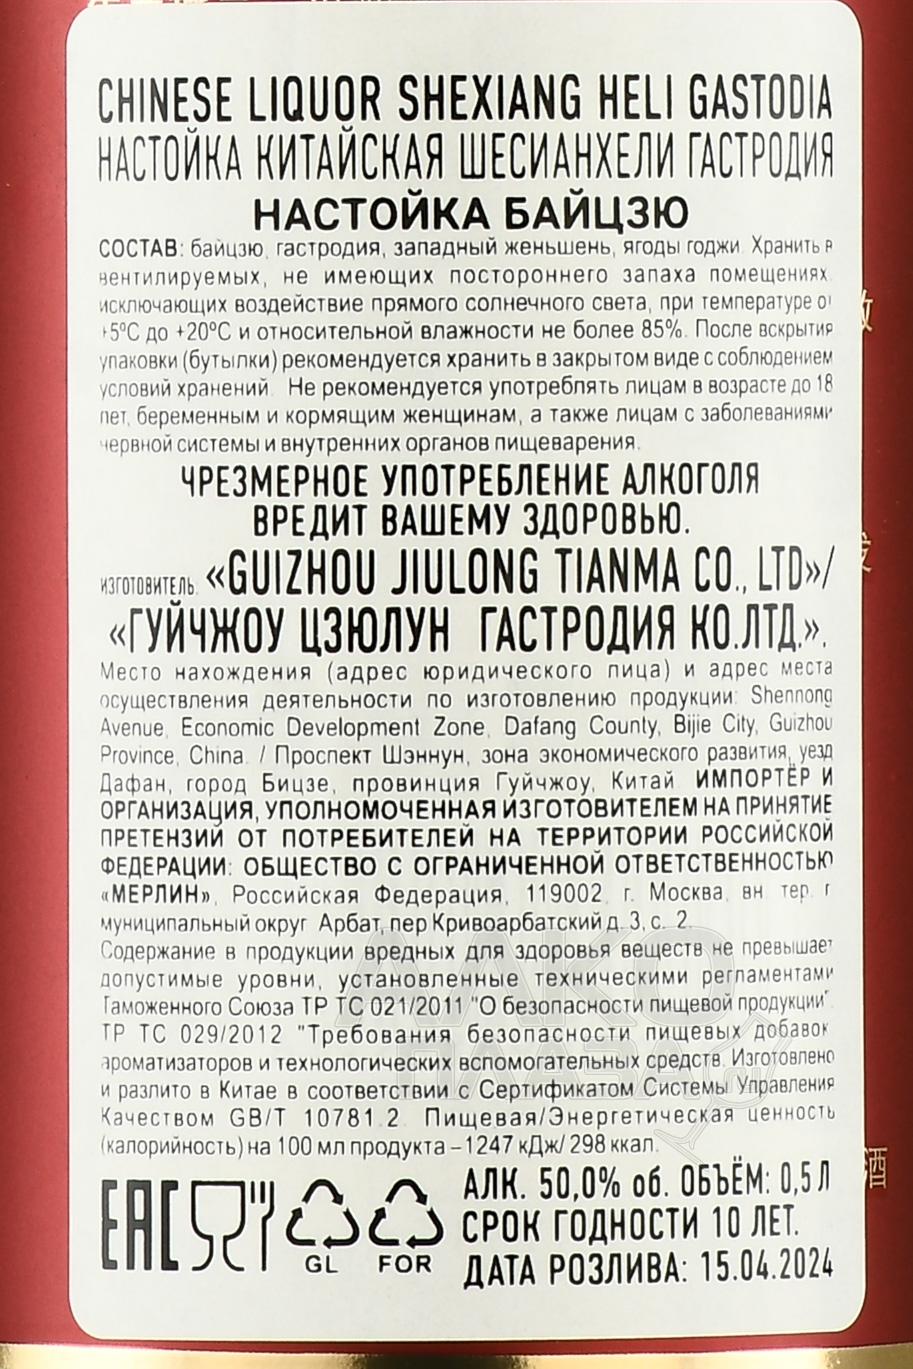 CHINESE LIQUOR SHEXIANG HELI GASTODIA
НАСТОЙКА КИТАЙСКАЯ ШЕСИАНХЕЛИ ГАСТРОДИЯ
НАСТОЙКА БАЙЦЗЮ
СОСТАВ: байцзю, гастродия, западный женьшень, ягоды годжи. Хранить в
вентилируемых, не имеющих постороннего запаха помещениях,
исключающих воздействие прямого солнечного света, при температуре от
+5°C до +20°C и относительной влажности не более 85%. После вскрытия
упаковки (бутылки) рекомендуется хранить в закрытом виде с соблюдением
условий хранений. Не рекомендуется употреблять лицам в возрасте до 18
лет, беременным и кормящим женщинам, а также лицам с заболеваниями
нервной системы и внутренних органов пищеварения.
ЧРЕЗМЕРНОЕ УПОТРЕБЛЕНИЕ АЛКОГОЛЯ
ВРЕДИТ ВАШЕМУ ЗДОРОВЬЮ.
ИЗГОТОВИТЕЛЬ: «GUIZHOU JIULONG TIANMA CO., LTD»/
«ГУЙЧЖОУ ЦЗЮЛУН ГАСТРОДИЯ КО.ЛТД.»,
Место нахождения (адрес юридического лица) и адрес места
осуществления деятельности по изготовлению продукции: Shennong
Avenue, Economic Development Zone, Dafang County, Bijie City, Guizhou
Province, China. / Проспект Шэннун, зона экономического развития, уезд
Дафан, город Бицзе, провинция Гуйчжоу, Китай ИМПОРТЁР И
ОРГАНИЗАЦИЯ, УПОЛНОМОЧЕННАЯ ИЗГОТОВИТЕЛЕМ НА ПРИНЯТИЕ
ПРЕТЕНЗИЙ ОТ ПОТРЕБИТЕЛЕЙ НА ТЕРРИТОРИИ РОССИЙСКОЙ
ФЕДЕРАЦИИ: ОБЩЕСТВО С ОГРАНИЧЕННОЙ ОТВЕТСТВЕННОСТЬЮ
«МЕРЛИН», Российская Федерация, 119002, г. Москва, вн. тер. г.
муниципальный округ Арбат, пер Кривоарбатский д. 3, с. 2.
Содержание в продукции вредных для здоровья веществ не превышает
допустимые уровни, установленные техническими регламентами
Таможенного Союза ТР ТС 021/2011 "О безопасности пищевой продукции",
ТР ТС 029/2012 "Требования безопасности пищевых добавок,
ароматизаторов и технологических вспомогательных средств. Изготовлено
и разлито в Китае в соответствии с Сертификатом Системы Управления
Качеством GB/T 10781.2. Пищевая/Энергетическая ценность
(калорийность) на 100 мл продукта – 1247 кДж/ 298 ккал.
АЛК. 50,0% об. ОБЪЁМ: 0,5 Л
EAC GL FOR СРОК ГОДНОСТИ 10 ЛЕТ.
ДАТА РОЗЛИВА: 15.04.2024
酒